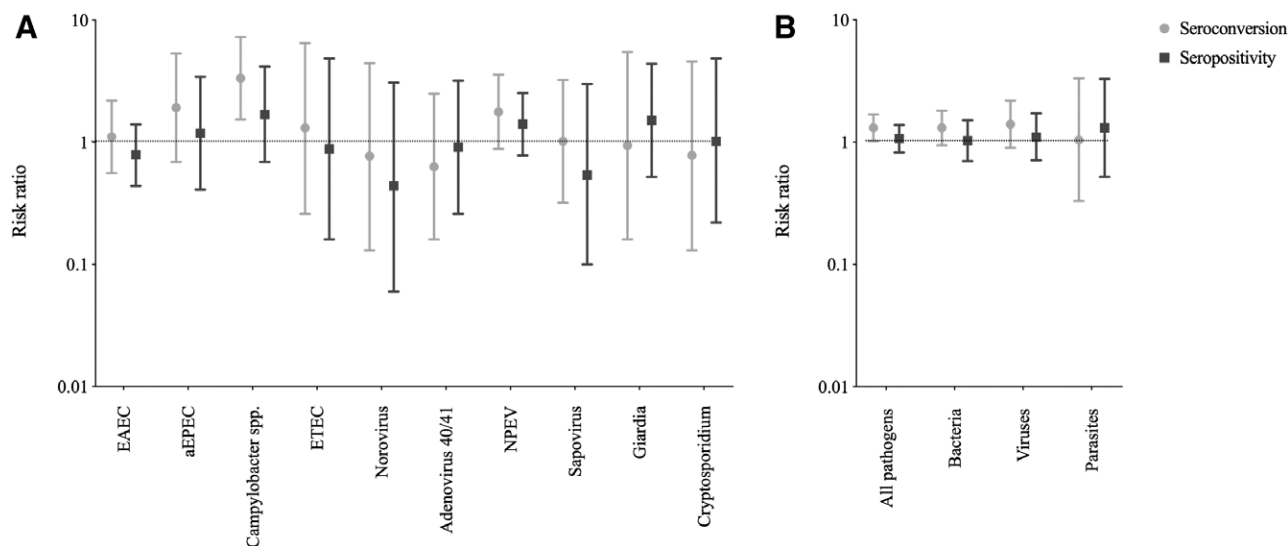 A
10
1
0.1
0.01
Risk ratio
EAEC
aEPEC
Campylobacter spp.
ETEC
Norovirus
Adenovirus 40/41
NPEV
Sapovirus
Giardia
Cryptosporidium
B
10
1
0.1
0.01
Risk ratio
All pathogens
Bacteria
Viruses
Parasites
Seroconversion
Seropositivity